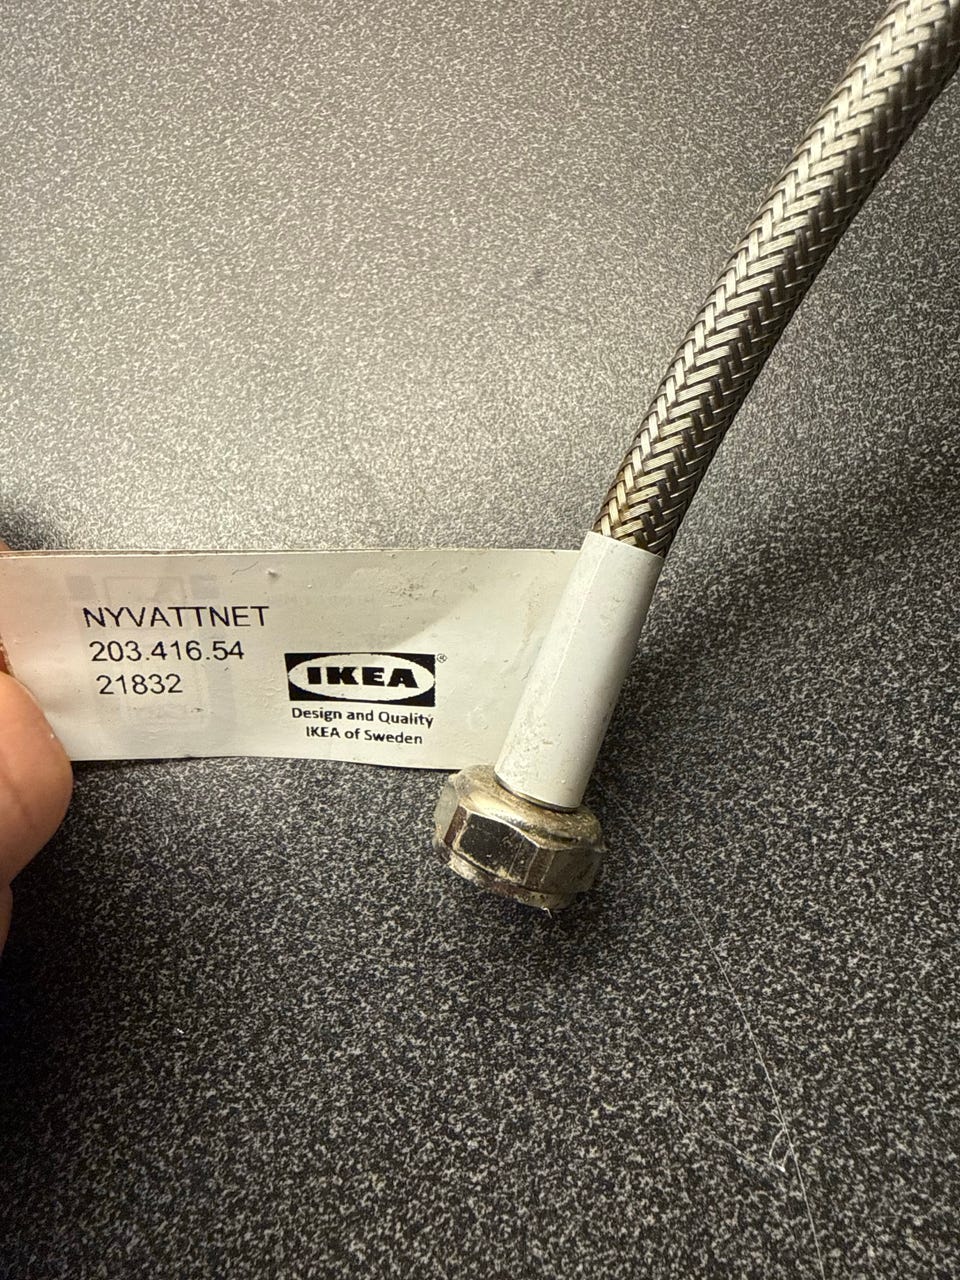 NYVATTNET
203.416.54
21832
IKEA®
Design and Quality
IKEA of Sweden